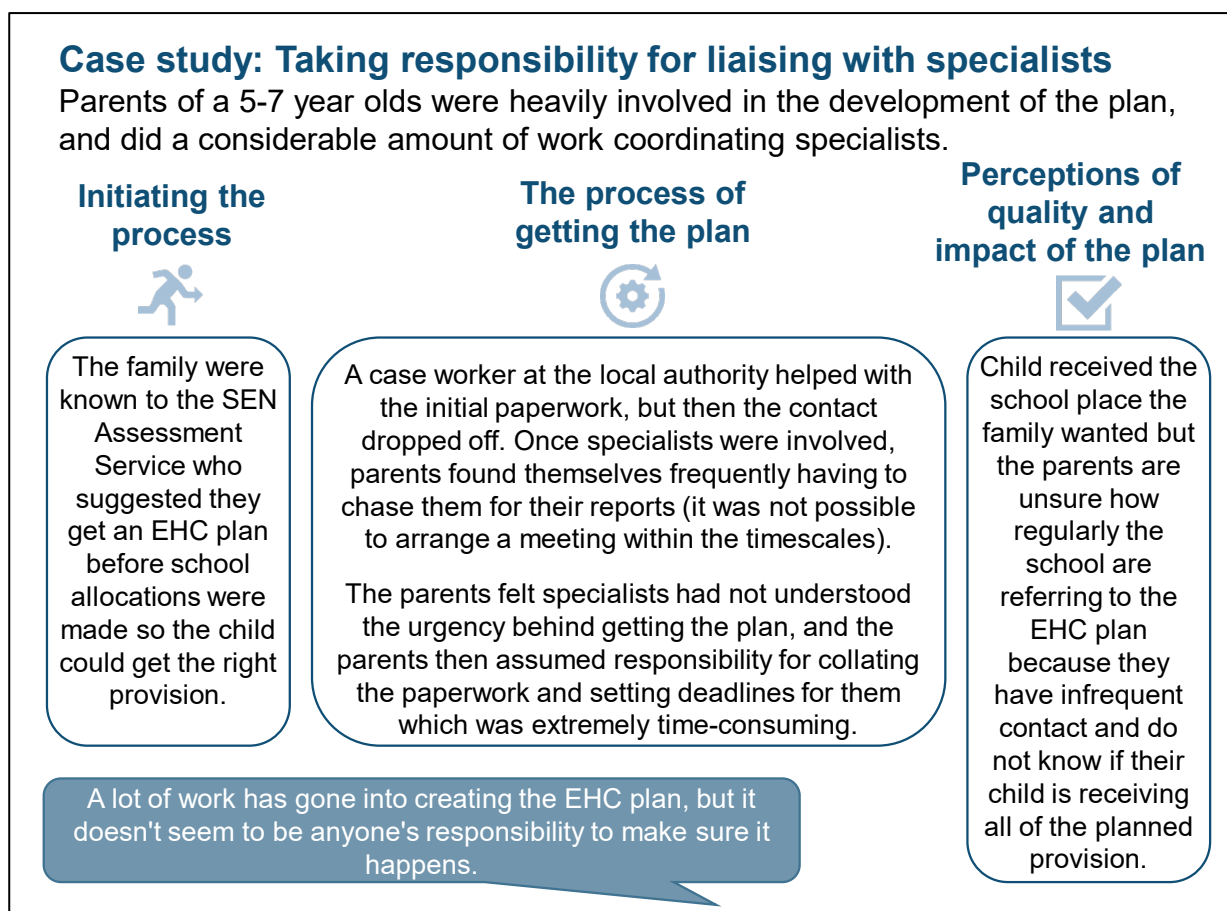 Case study: Taking responsibility for liaising with specialists
Parents of a 5-7 year olds were heavily involved in the development of the plan,
and did a considerable amount of work coordinating specialists.
Initiating the
process
The family were
known to the SEN
Assessment
Service who
suggested they
get an EHC plan
before school
allocations were
made so the child
could get the right
provision.
The process of
getting the plan
A case worker at the local authority helped with
the initial paperwork, but then the contact
dropped off. Once specialists were involved,
parents found themselves frequently having to
chase them for their reports (it was not possible
to arrange a meeting within the timescales).
The parents felt specialists had not understood
the urgency behind getting the plan, and the
parents then assumed responsibility for collating
the paperwork and setting deadlines for them
which was extremely time-consuming.
Perceptions of
quality and
impact of the plan
Child received the
school place the
family wanted but
the parents are
unsure how
regularly the
school are
referring to the
EHC plan
because they
have infrequent
contact and do
not know if their
child is receiving
all of the planned
provision.
A lot of work has gone into creating the EHC plan, but it
doesn't seem to be anyone's responsibility to make sure it
happens.